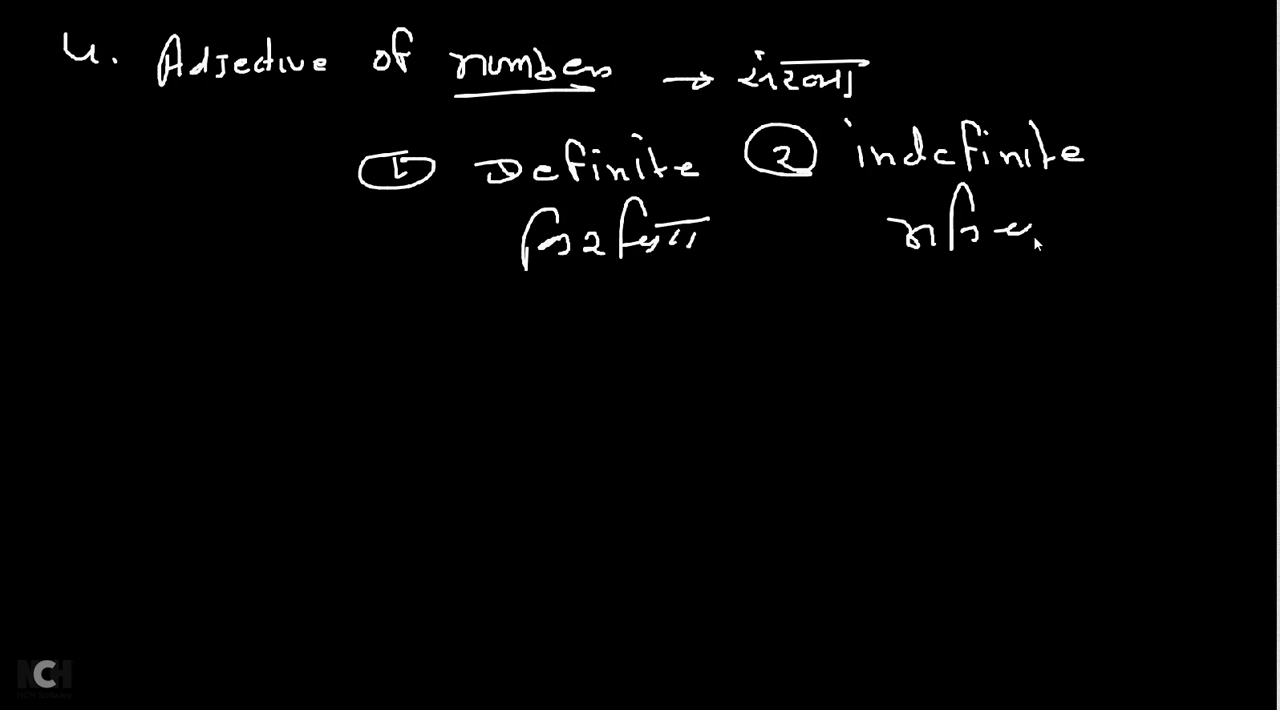 4. Adjective of numbers → संख्या
① Definite ② indefinite
निश्चित